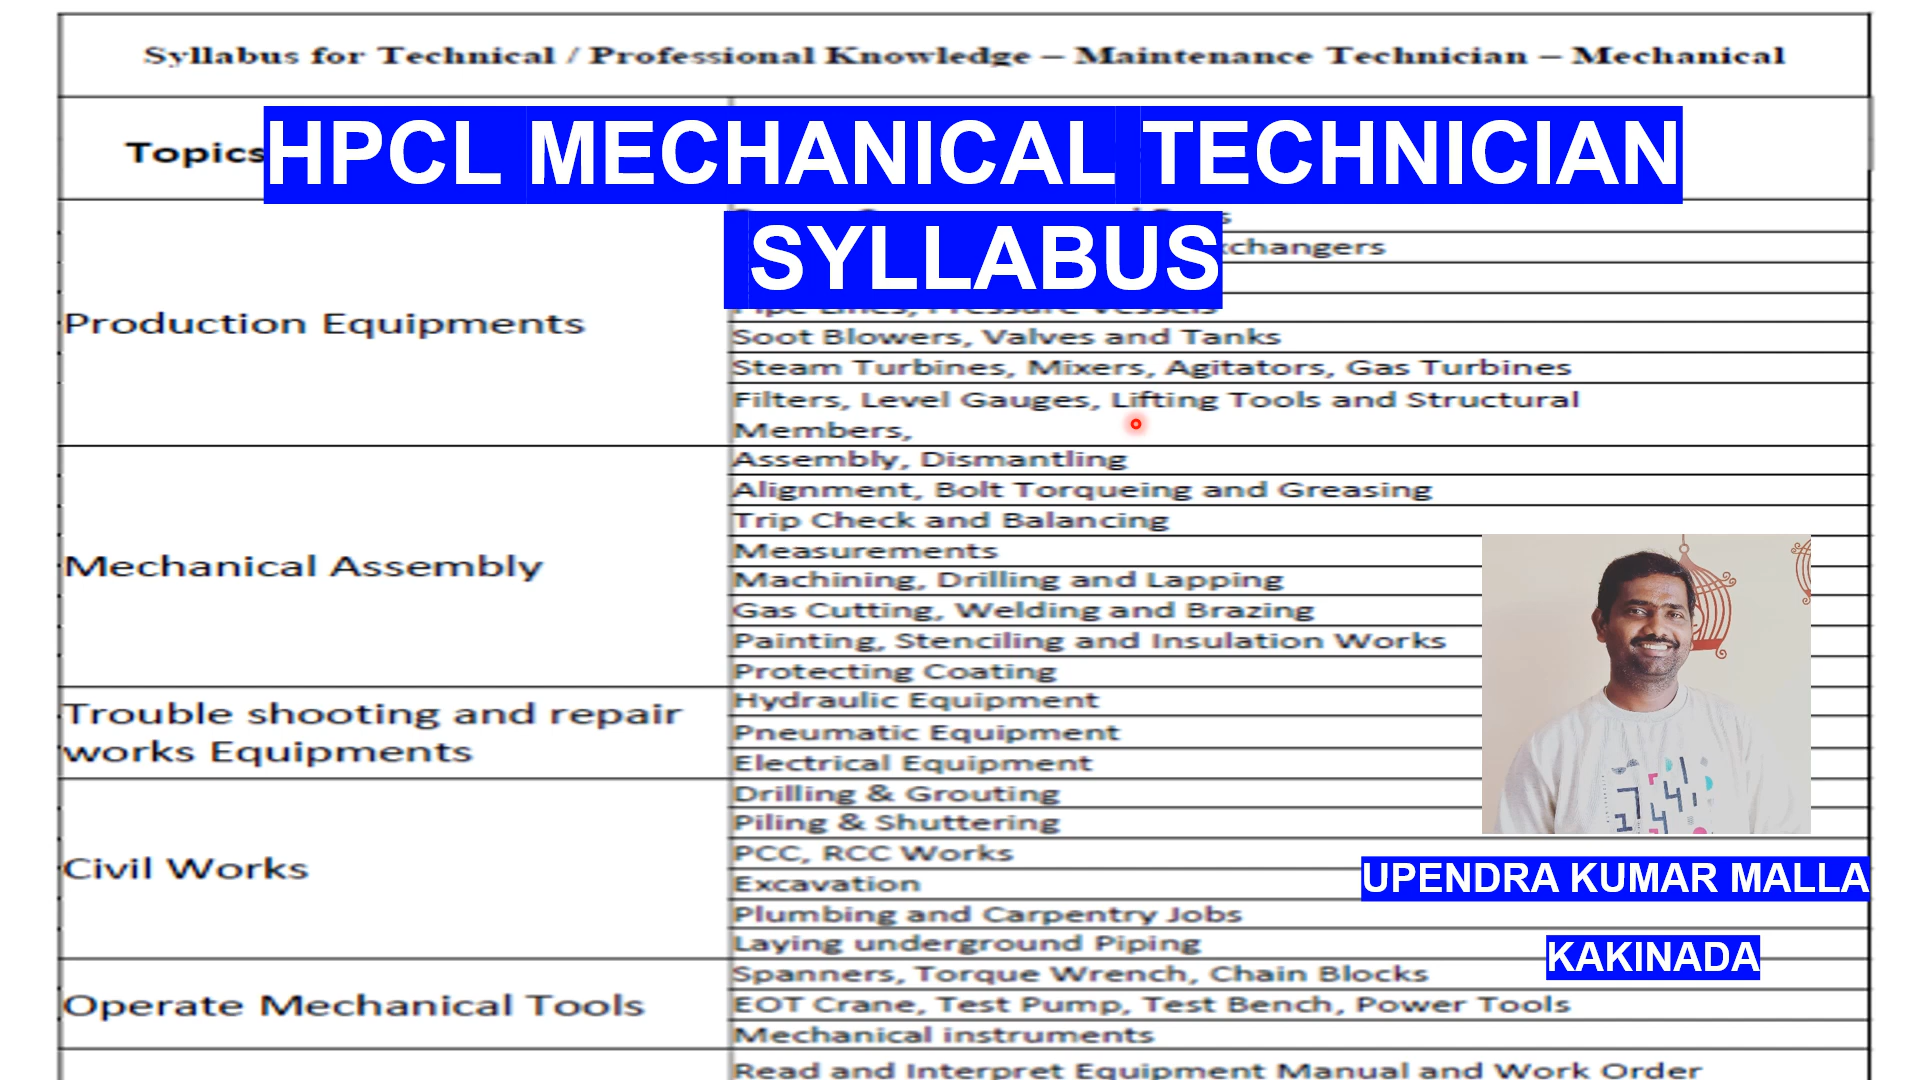 Syllabus for Technical / Professional Knowledge – Maintenance Technician – Mechanical
Topics
HPCL MECHANICAL TECHNICIAN
SYLLABUS
Production Equipments
Pipe Lines, Pressure Vessels
Soot Blowers, Valves and Tanks
Steam Turbines, Mixers, Agitators, Gas Turbines
Filters, Level Gauges, Lifting Tools and Structural
Members,
Mechanical Assembly
Assembly, Dismantling
Alignment, Bolt Torqueing and Greasing
Trip Check and Balancing
Measurements
Machining, Drilling and Lapping
Gas Cutting, Welding and Brazing
Painting, Stenciling and Insulation Works
Protecting Coating
Trouble shooting and repair
works Equipments
Hydraulic Equipment
Pneumatic Equipment
Electrical Equipment
Civil Works
Drilling & Grouting
Piling & Shuttering
PCC, RCC Works
Excavation
Plumbing and Carpentry Jobs
Laying underground Piping
UPENDRA KUMAR MALLA
KAKINADA
Operate Mechanical Tools
Spanners, Torque Wrench, Chain Blocks
EOT Crane, Test Pump, Test Bench, Power Tools
Mechanical instruments
Read and Interpret Equipment Manual and Work Order